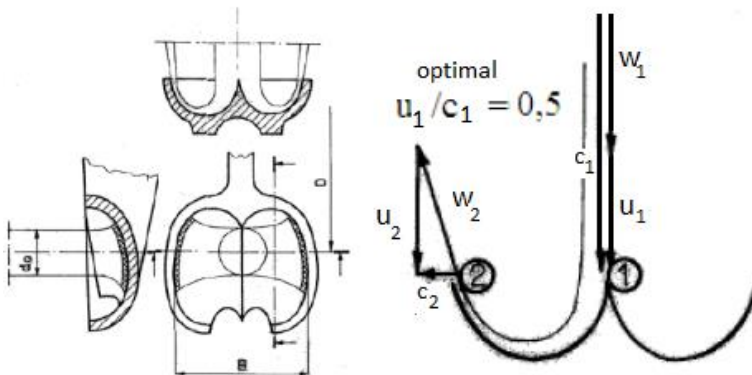 optimal
u₁/c₁ = 0,5
W₁
c₁
u₁
W₂
u₂
c₂
2
1
D
d₀
B